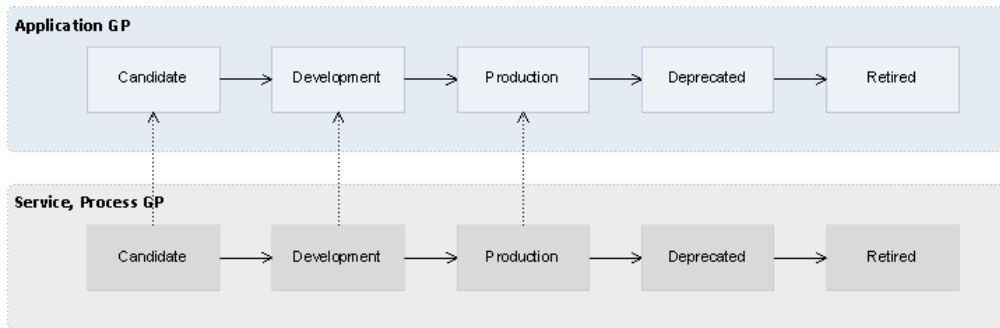 Application GP
Candidate
Development
Production
Deprecated
Retired
Service, Process GP
Candidate
Development
Production
Deprecated
Retired